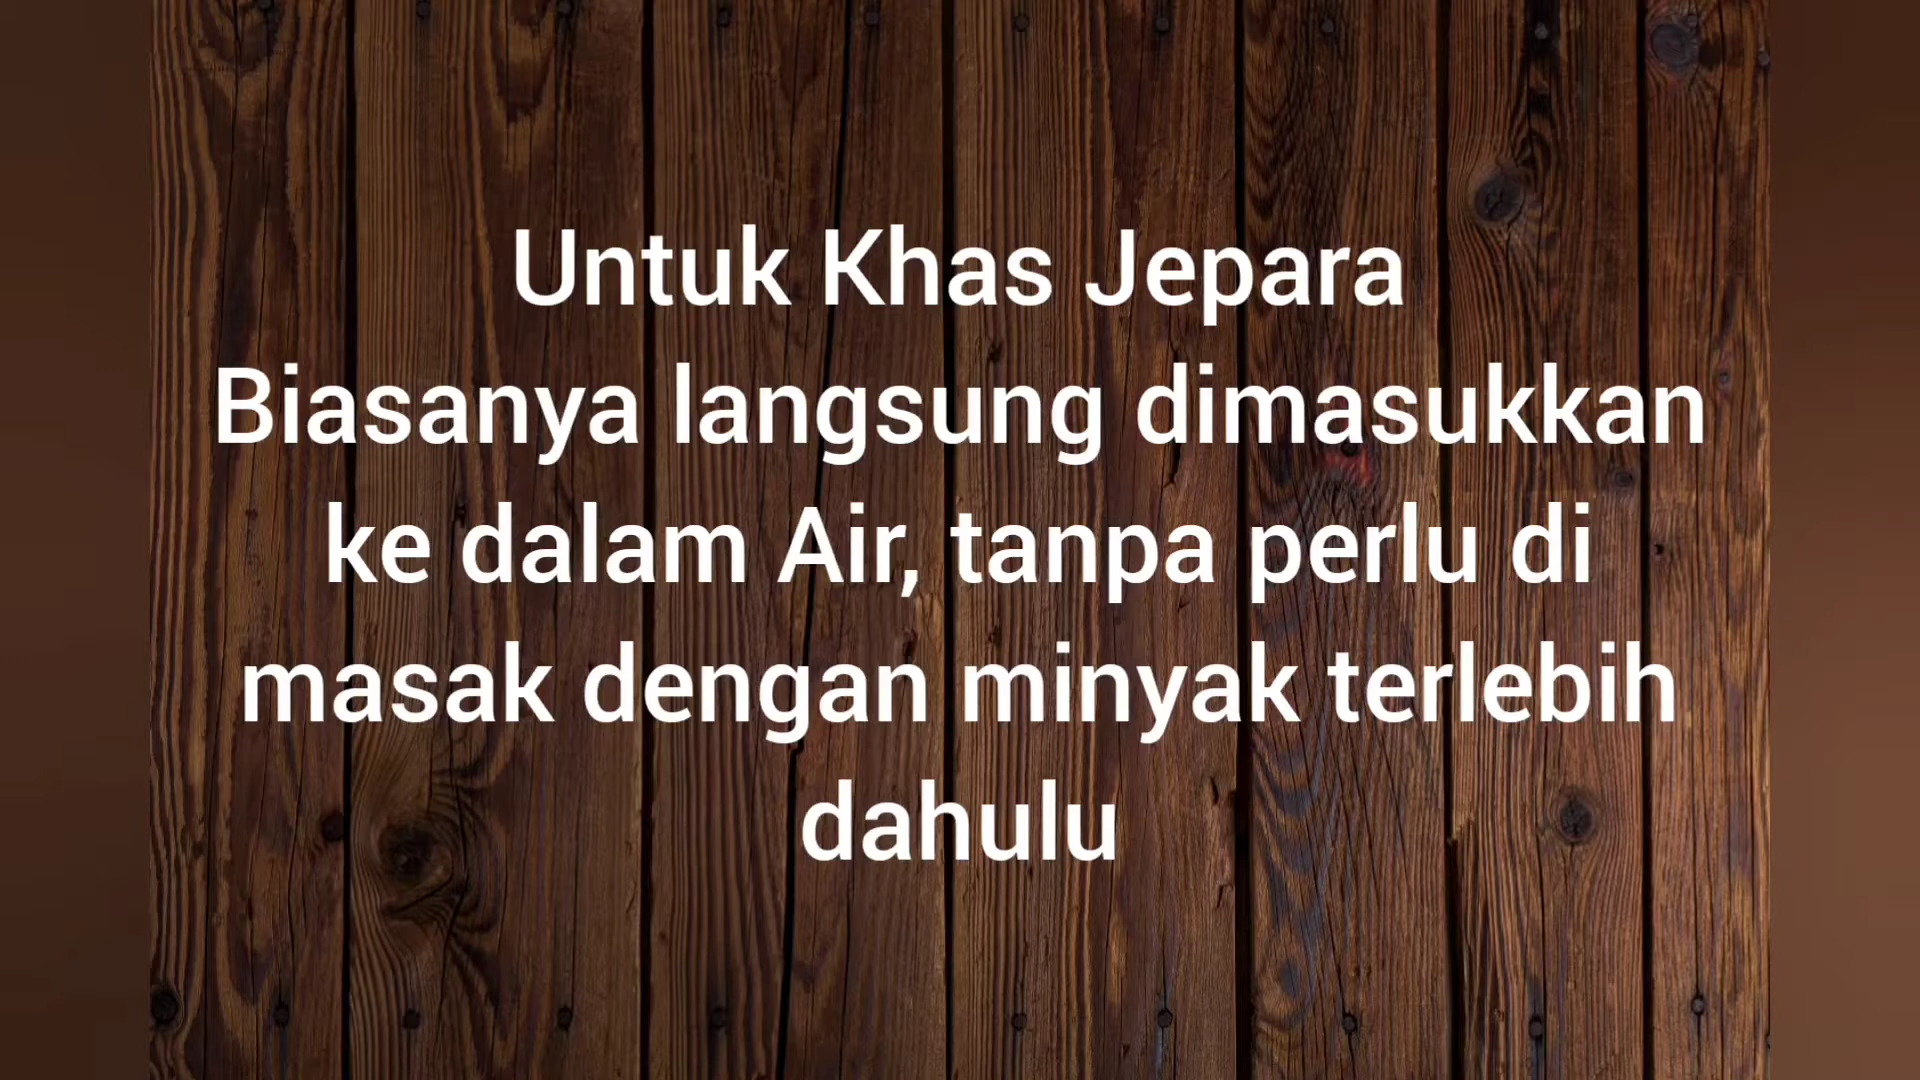 Untuk Khas Jepara
Biasanya langsung dimasukkan
ke dalam Air, tanpa perlu di
masak dengan minyak terlebih
dahulu